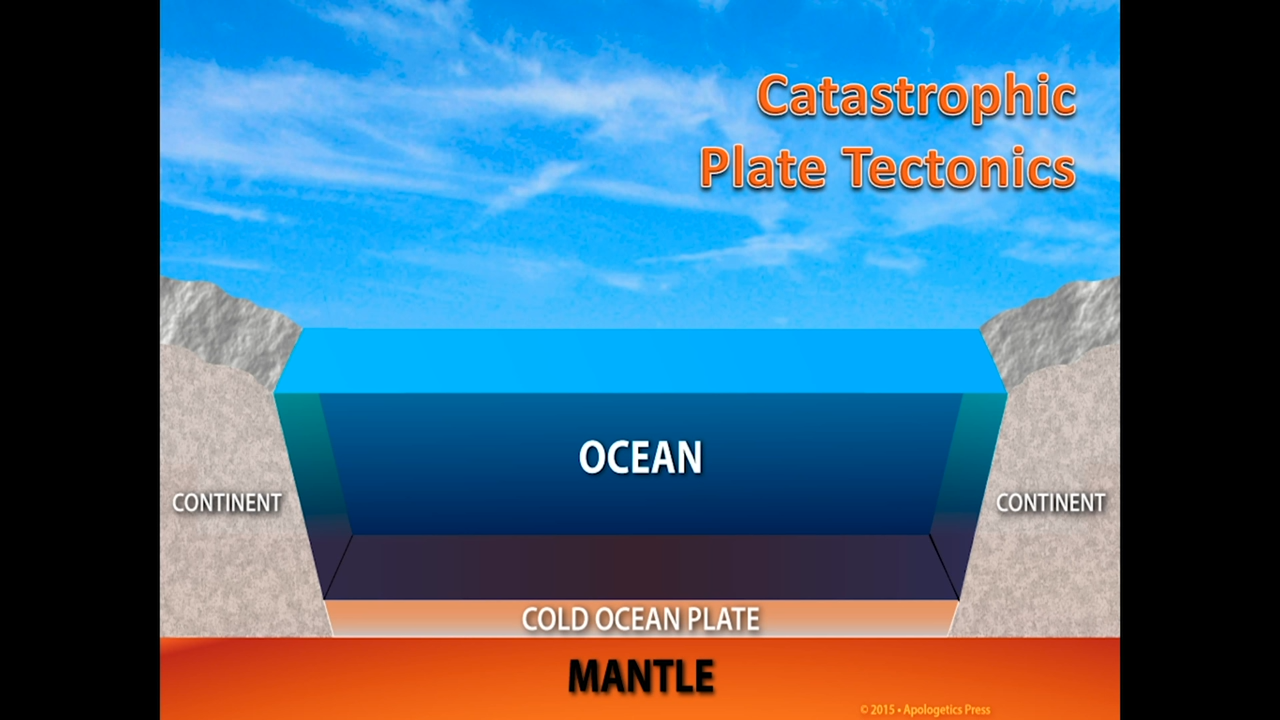 Catastrophic
Plate Tectonics
OCEAN
CONTINENT
CONTINENT
COLD OCEAN PLATE
MANTLE
© 2015 • Apologetics Press